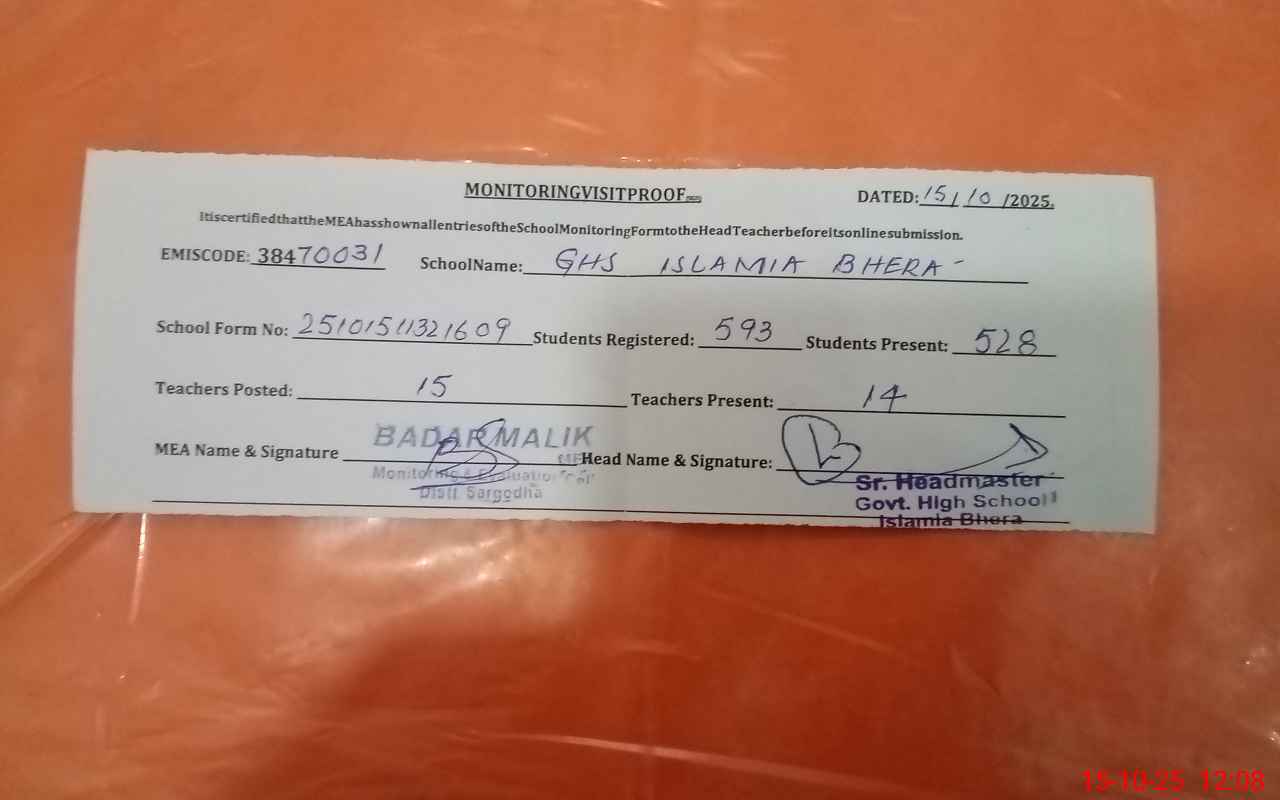 MONITORINGVISITPROOF
DATED: 15/10/2025.
ItiscertifiedthattheMEAhasshownallentriesoftheSchoolMonitoringFormtotheHeadTeacherbeforeitsonlinesubmission.
EMISCODE: 38470031 SchoolName: GHS ISLAMIA BHERA
School Form No: 25101511321609 Students Registered: 593 Students Present: 528
Teachers Posted: 15 Teachers Present: 14
MEA Name & Signature BADAR MALIK Head Name & Signature:
Monitoring & Evaluation
Distt. Sargodha
Sr. Headmaster
Govt. High School
Islamia Bhera
15-10-25 12:08